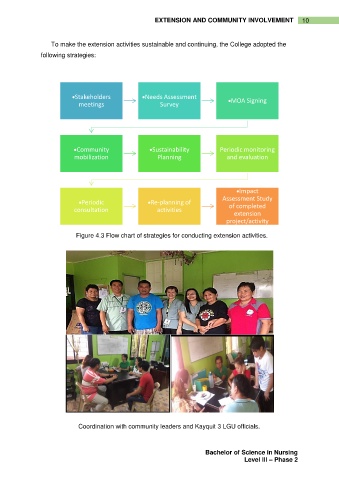 EXTENSION AND COMMUNITY INVOLVEMENT 10
To make the extension activities sustainable and continuing, the College adopted the
following strategies:
•Stakeholders
meetings
•Needs Assessment
Survey
•MOA Signing
•Community
mobilization
•Sustainability
Planning
Periodic monitoring
and evaluation
•Periodic
consultation
•Re-planning of
activities
•Impact
Assessment Study
of completed
extension
project/activity
Figure 4.3 Flow chart of strategies for conducting extension activities.
Coordination with community leaders and Kayquit 3 LGU officials.
Bachelor of Science in Nursing
Level III – Phase 2